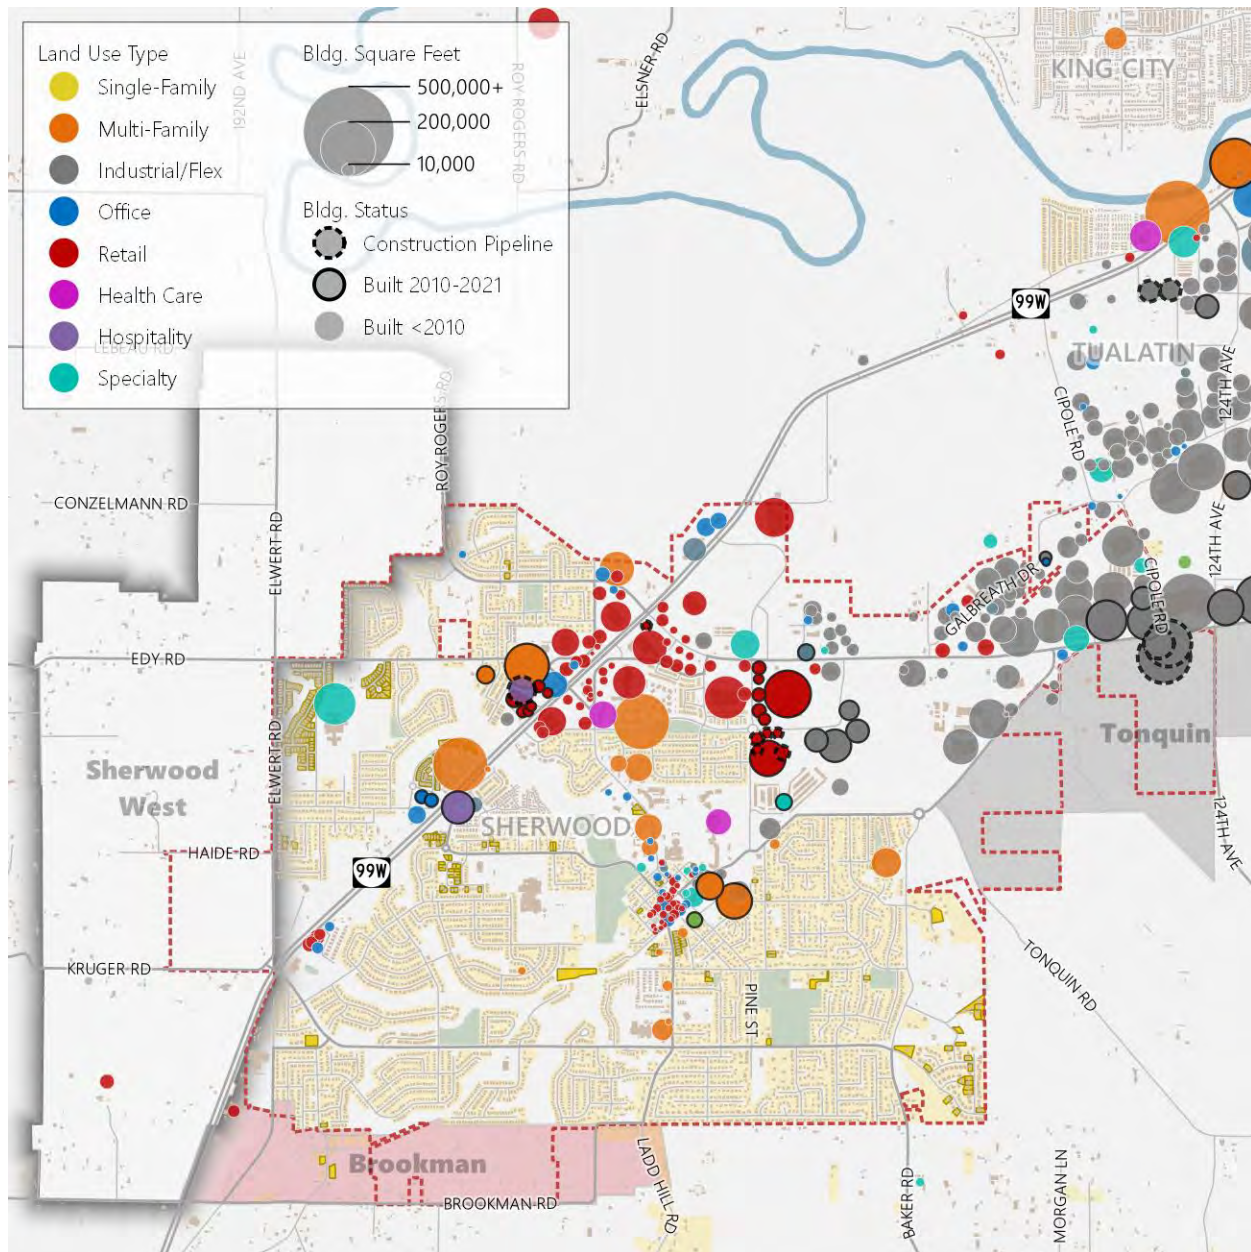 Land Use Type
Single-Family
Multi-Family
Industrial/Flex
Office
Retail
Health Care
Hospitality
Specialty
Bldg. Square Feet
500,000+
200,000
10,000
Bldg. Status
Construction Pipeline
Built 2010-2021
Built <2010
192ND AVE
ROY ROGERS RD
ELSNER RD
KING CITY
LEBEAU RD
99W
TUALATIN
124TH AVE
CIPOLE RD
ROY ROGERS RD
CONZELMANN RD
ELWERT RD
124TH AVE
GALBREATH DR
CIPOLE RD
EDY RD
ELWERT RD
Sherwood
West
Tonquin
SHERWOOD
124TH AVE
HAIDE RD
99W
KRUGER RD
PINE ST
TONQUIN RD
Brookman
BROOKMAN RD
LADD HILL RD
BAKER RD
MORGAN LN